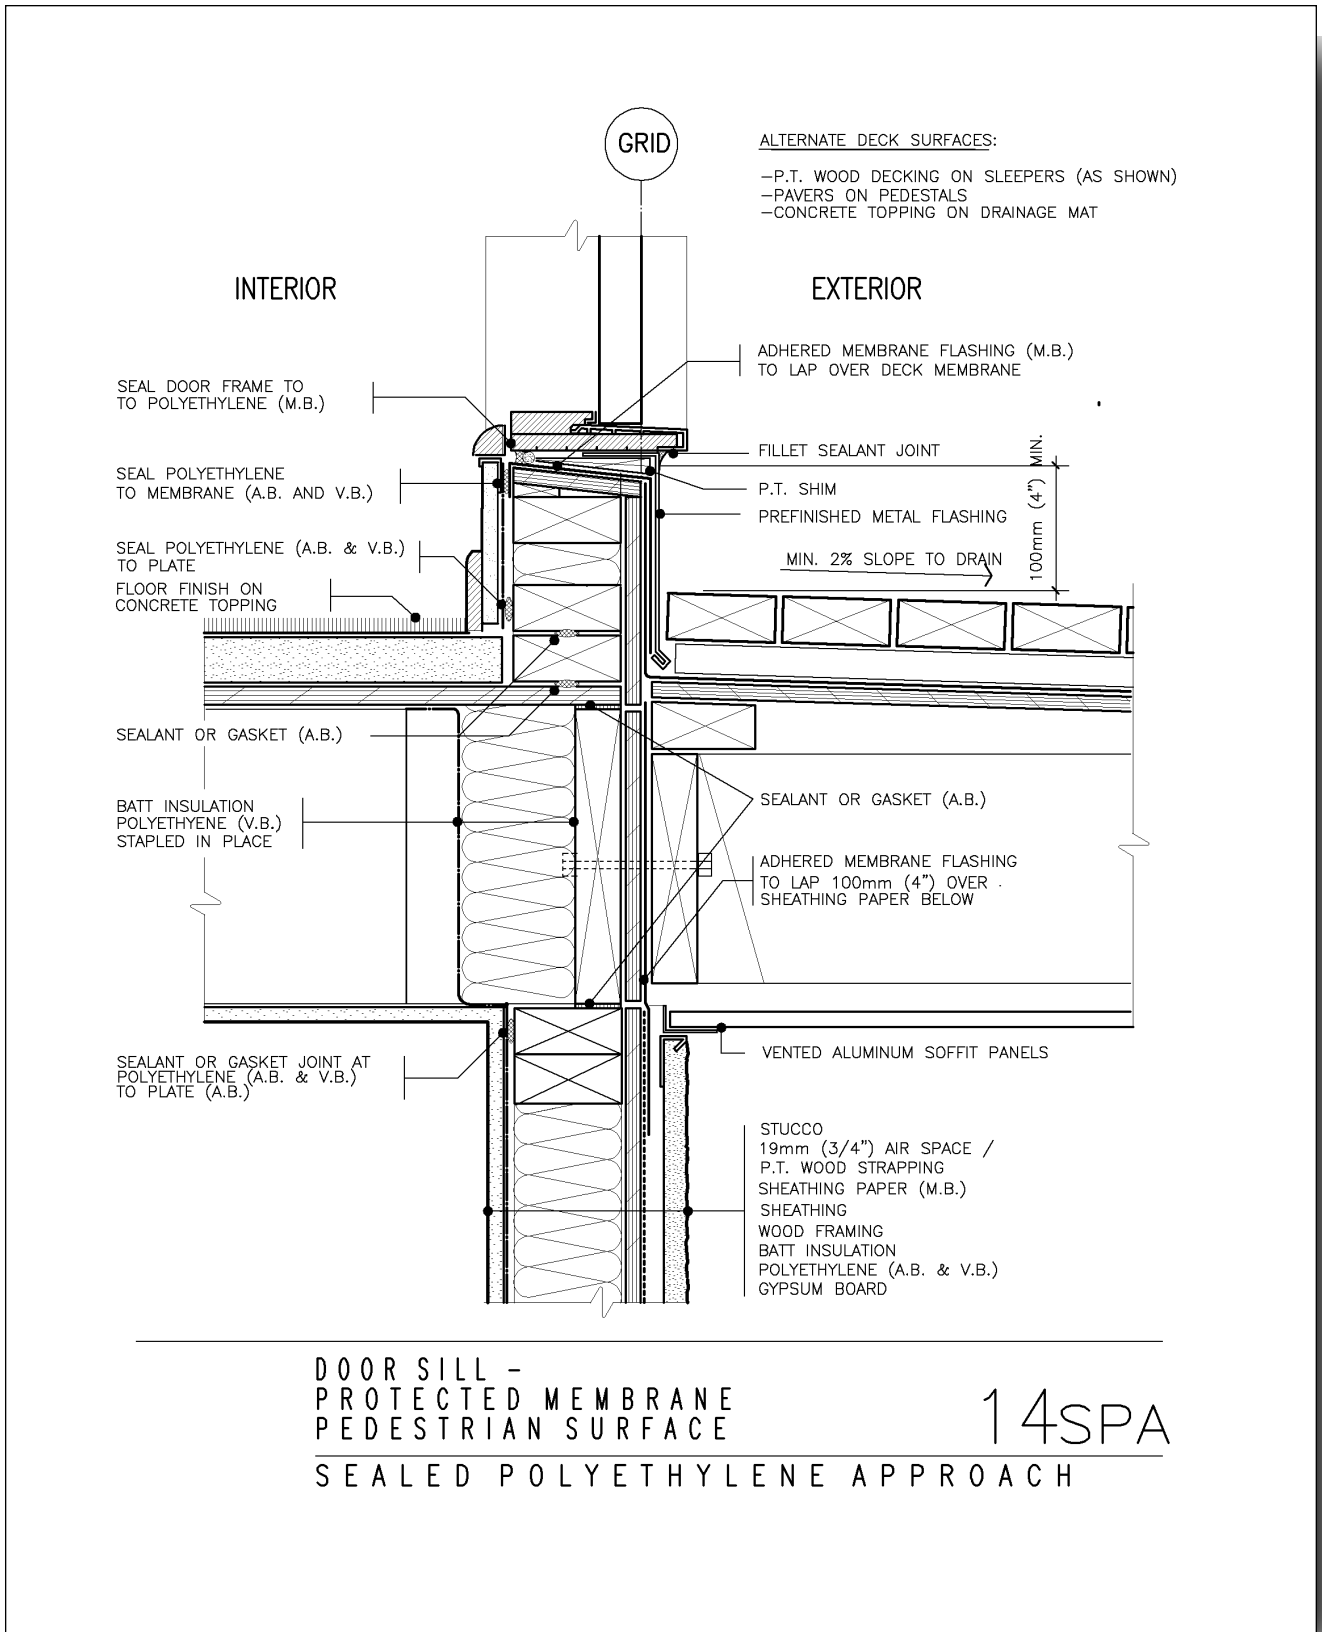 GRID
ALTERNATE DECK SURFACES:
-P.T. WOOD DECKING ON SLEEPERS (AS SHOWN)
-PAVERS ON PEDESTALS
-CONCRETE TOPPING ON DRAINAGE MAT
INTERIOR
EXTERIOR
ADHERED MEMBRANE FLASHING (M.B.)
TO LAP OVER DECK MEMBRANE
SEAL DOOR FRAME TO
TO POLYETHYLENE (M.B.)
FILLET SEALANT JOINT
SEAL POLYETHYLENE
TO MEMBRANE (A.B. AND V.B.)
P.T. SHIM
PREFINISHED METAL FLASHING
100mm (4") MIN.
SEAL POLYETHYLENE (A.B. & V.B.)
TO PLATE
MIN. 2% SLOPE TO DRAIN
FLOOR FINISH ON
CONCRETE TOPPING
SEALANT OR GASKET (A.B.)
SEALANT OR GASKET (A.B.)
BATT INSULATION
POLYETHYENE (V.B.)
STAPLED IN PLACE
ADHERED MEMBRANE FLASHING
TO LAP 100mm (4") OVER
SHEATHING PAPER BELOW
VENTED ALUMINUM SOFFIT PANELS
SEALANT OR GASKET JOINT AT
POLYETHYLENE (A.B. & V.B.)
TO PLATE (A.B.)
STUCCO
19mm (3/4") AIR SPACE /
P.T. WOOD STRAPPING
SHEATHING PAPER (M.B.)
SHEATHING
WOOD FRAMING
BATT INSULATION
POLYETHYLENE (A.B. & V.B.)
GYPSUM BOARD
DOOR SILL -
PROTECTED MEMBRANE
PEDESTRIAN SURFACE
14SPA
SEALED POLYETHYLENE APPROACH